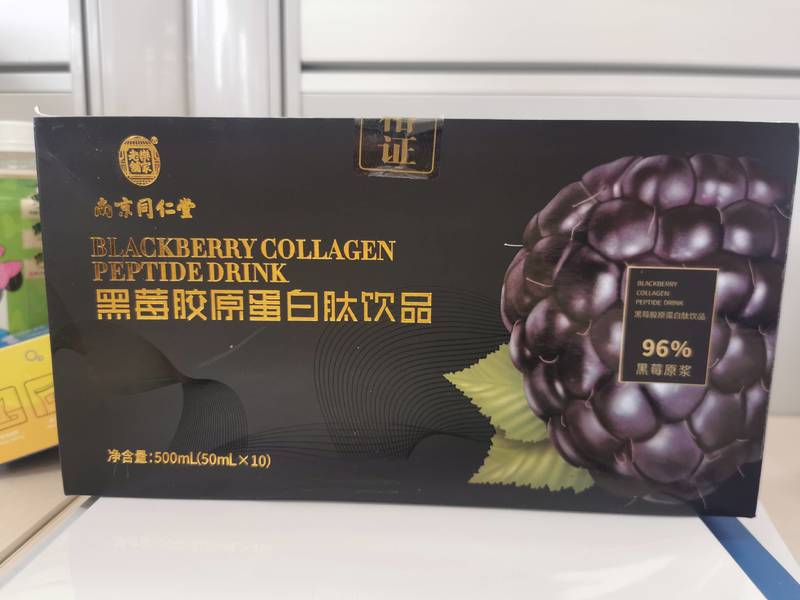 格证
南京同仁堂
BLACKBERRY COLLAGEN
PEPTIDE DRINK
黑莓胶原蛋白肽饮品
净含量:500mL(50mL×10)
BLACKBERRY
COLLAGEN
PEPTIDE DRINK
黑莓胶原蛋白肽饮品
96%
黑莓原浆